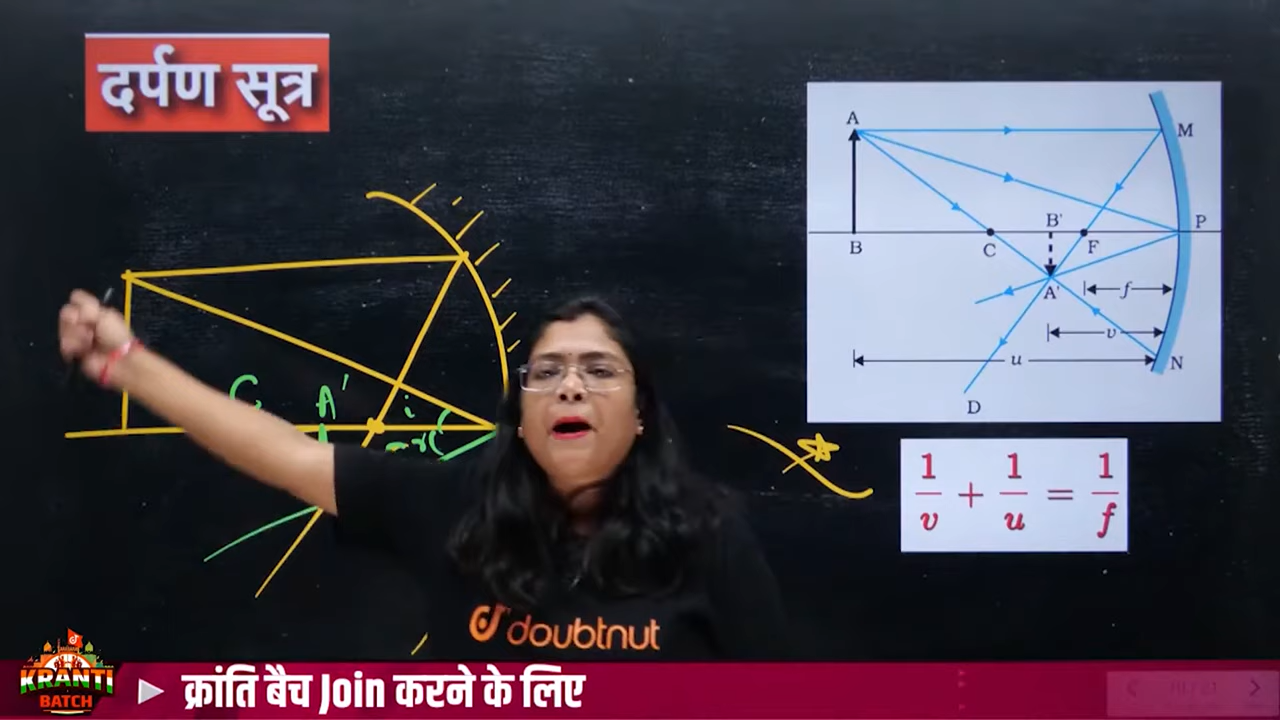 दर्पण सूत्र
A
M
B'
P
B
C
F
A'
f
v
u
N
D
C
A'
i
r
1/v + 1/u = 1/f
doubtnut
KRANTI
BATCH
क्रांति बैच Join करने के लिए